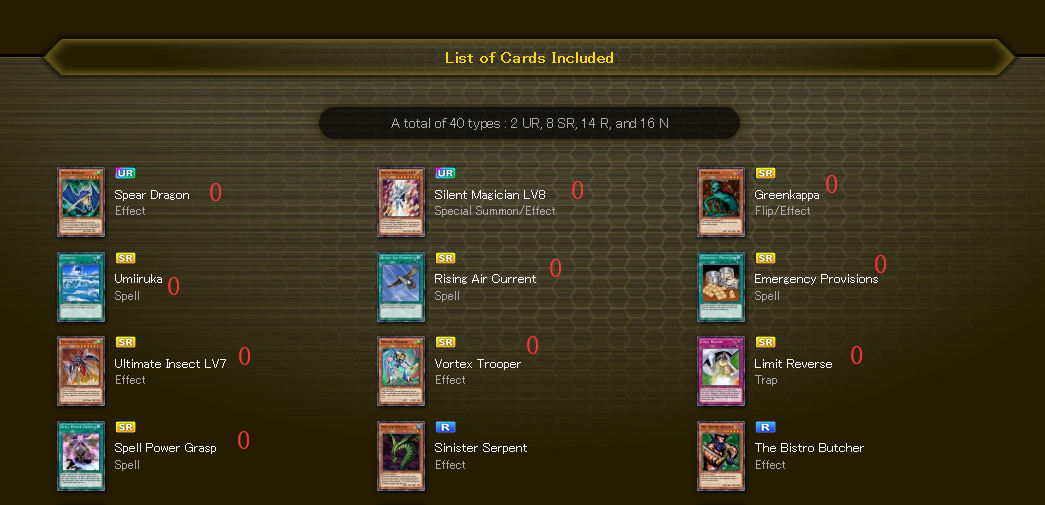 List of Cards Included
A total of 40 types : 2 UR, 8 SR, 14 R, and 16 N
UR
Spear Dragon 0
Effect
UR
Silent Magician LV8 0
Special Summon/Effect
SR
Greenkappa 0
Flip/Effect
SR
Umiiruka 0
Spell
SR
Rising Air Current 0
Spell
SR
Emergency Provisions 0
Spell
SR
Ultimate Insect LV7 0
Effect
SR
Vortex Trooper 0
Effect
SR
Limit Reverse 0
Trap
SR
Spell Power Grasp 0
Spell
R
Sinister Serpent
Effect
R
The Bistro Butcher
Effect